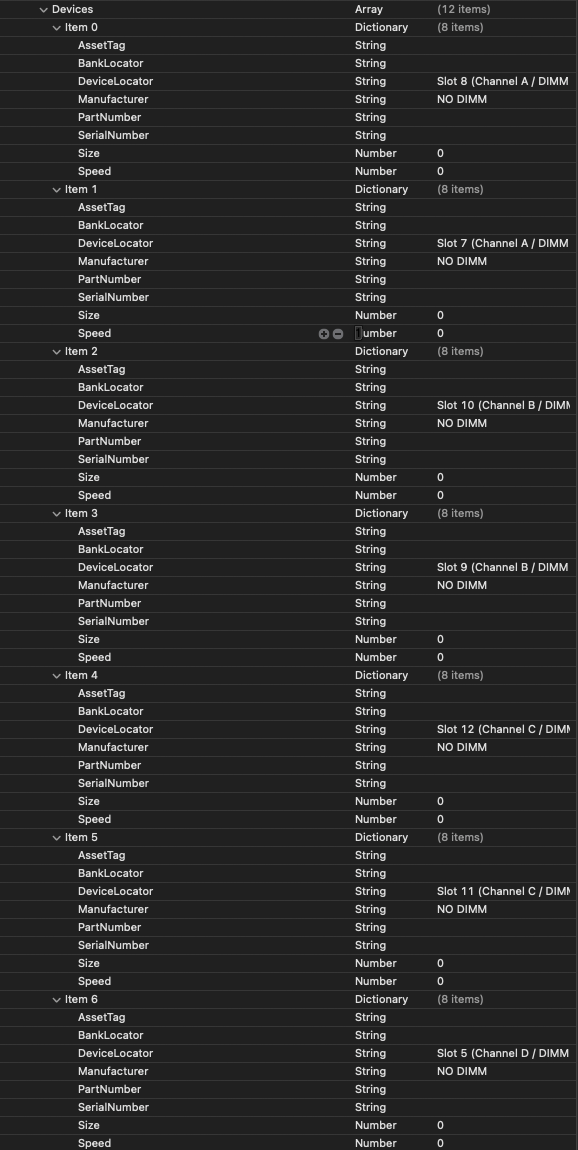 Devices Array (12 items)
Item 0 Dictionary (8 items)
AssetTag String
BankLocator String
DeviceLocator String Slot 8 (Channel A / DIMM
Manufacturer String NO DIMM
PartNumber String
SerialNumber String
Size Number 0
Speed Number 0
Item 1 Dictionary (8 items)
AssetTag String
BankLocator String
DeviceLocator String Slot 7 (Channel A / DIMM
Manufacturer String NO DIMM
PartNumber String
SerialNumber String
Size Number 0
Speed umber 0
Item 2 Dictionary (8 items)
AssetTag String
BankLocator String
DeviceLocator String Slot 10 (Channel B / DIMM
Manufacturer String NO DIMM
PartNumber String
SerialNumber String
Size Number 0
Speed Number 0
Item 3 Dictionary (8 items)
AssetTag String
BankLocator String
DeviceLocator String Slot 9 (Channel B / DIMM
Manufacturer String NO DIMM
PartNumber String
SerialNumber String
Size Number 0
Speed Number 0
Item 4 Dictionary (8 items)
AssetTag String
BankLocator String
DeviceLocator String Slot 12 (Channel C / DIMM
Manufacturer String NO DIMM
PartNumber String
SerialNumber String
Size Number 0
Speed Number 0
Item 5 Dictionary (8 items)
AssetTag String
BankLocator String
DeviceLocator String Slot 11 (Channel C / DIMM
Manufacturer String NO DIMM
PartNumber String
SerialNumber String
Size Number 0
Speed Number 0
Item 6 Dictionary (8 items)
AssetTag String
BankLocator String
DeviceLocator String Slot 5 (Channel D / DIMM
Manufacturer String NO DIMM
PartNumber String
SerialNumber String
Size Number 0
Speed Number 0